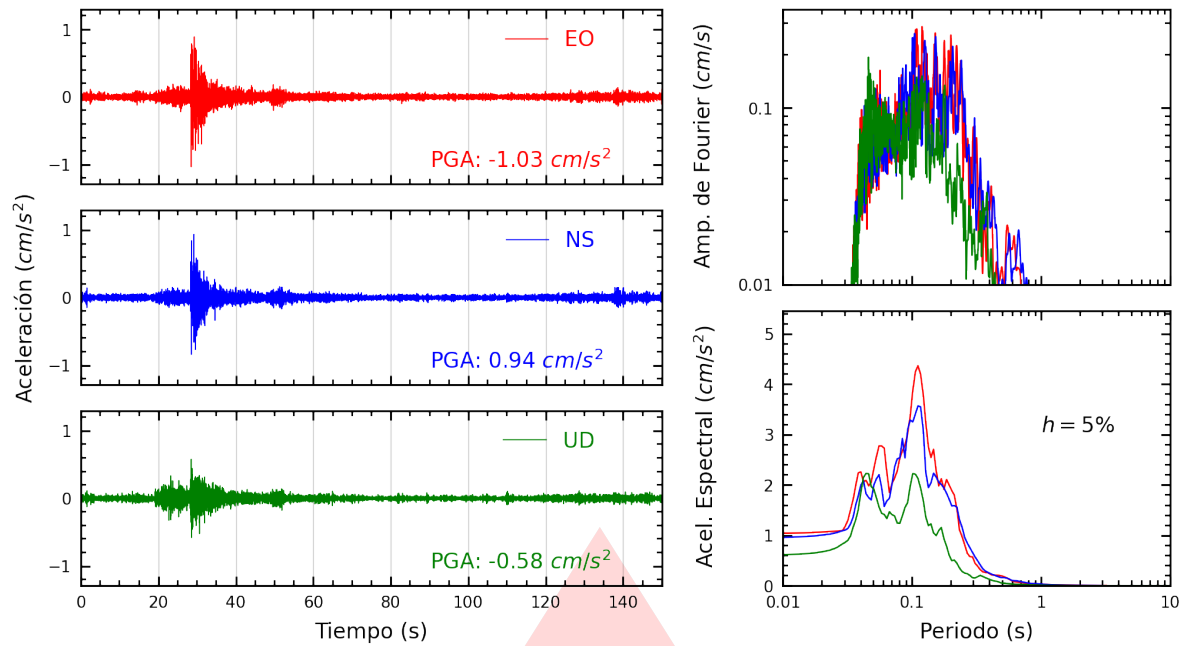 Aceleración (cm/s²)
1
0
−1
EO
PGA: -1.03 cm/s²
1
0
−1
NS
PGA: 0.94 cm/s²
1
0
−1
UD
PGA: -0.58 cm/s²
0 20 40 60 80 100 120 140
Tiempo (s)
Amp. de Fourier (cm/s)
0.1
0.01
Acel. Espectral (cm/s²)
5
4
3
2
1
0
h = 5%
0.01 0.1 1 10
Periodo (s)